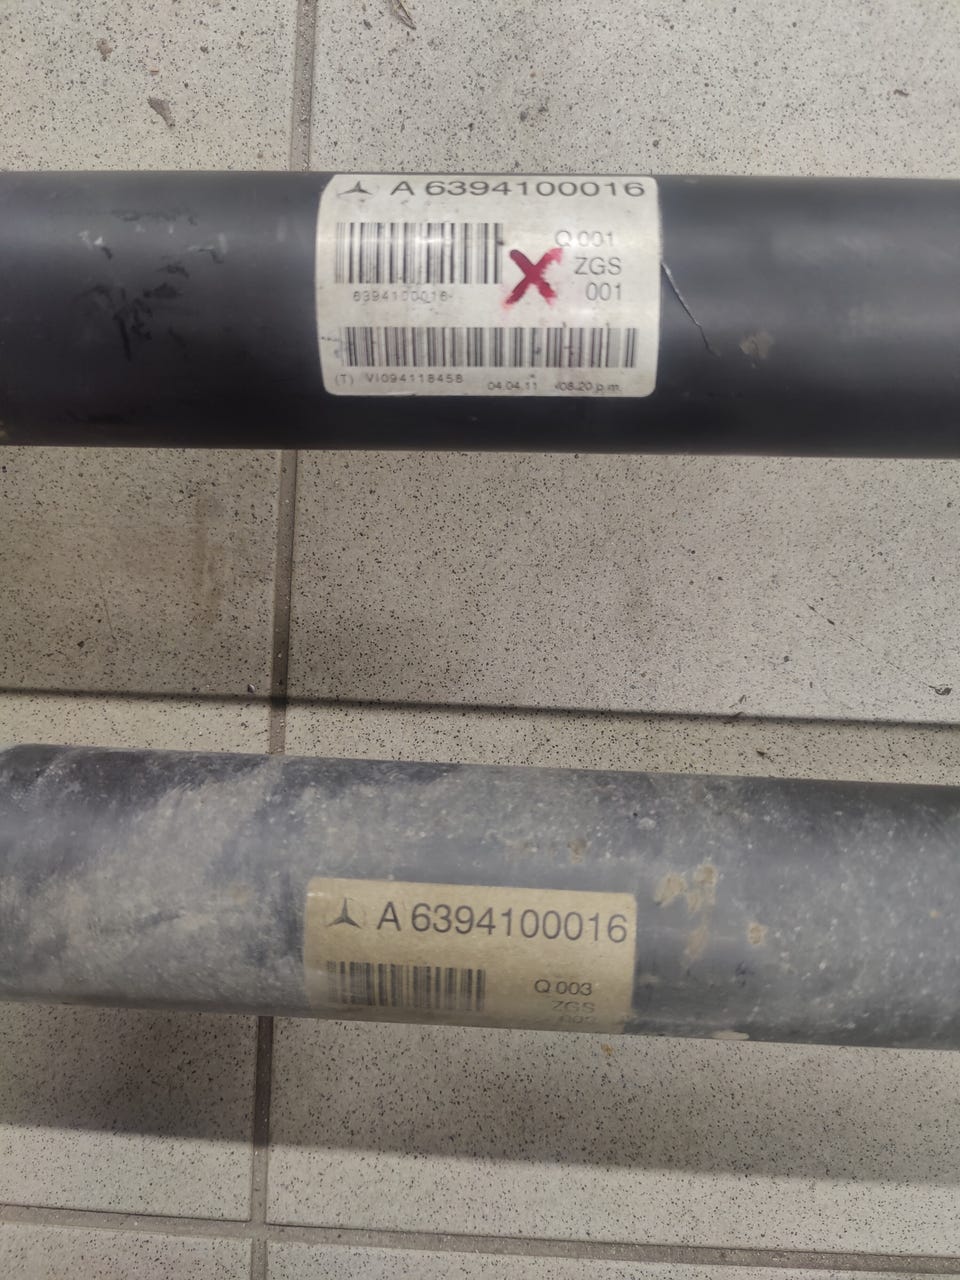 A 6394100016
Q 001
ZGS
001
6394100016
(T) VI094118458
04.04.11 08.20 p.m.
A 6394100016
Q 003
ZGS